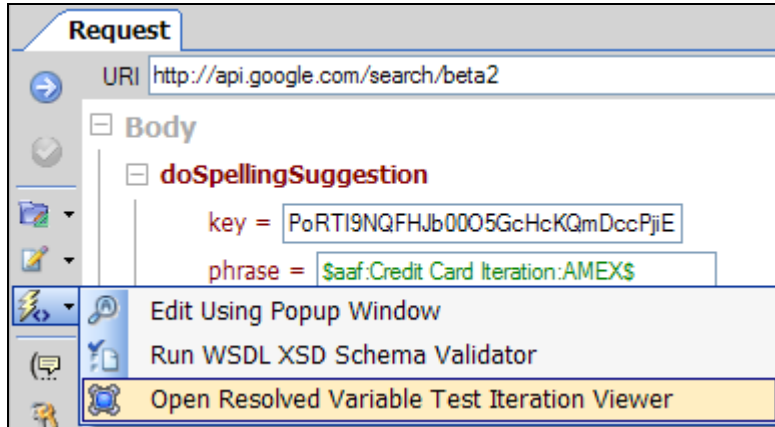 Request
URI http://api.google.com/search/beta2
Body
doSpellingSuggestion
key = PoRTI9NQFHJb00O5GcHcKQmDccPjiE
phrase = $aaf:Credit Card Iteration:AMEX$
Edit Using Popup Window
Run WSDL XSD Schema Validator
Open Resolved Variable Test Iteration Viewer